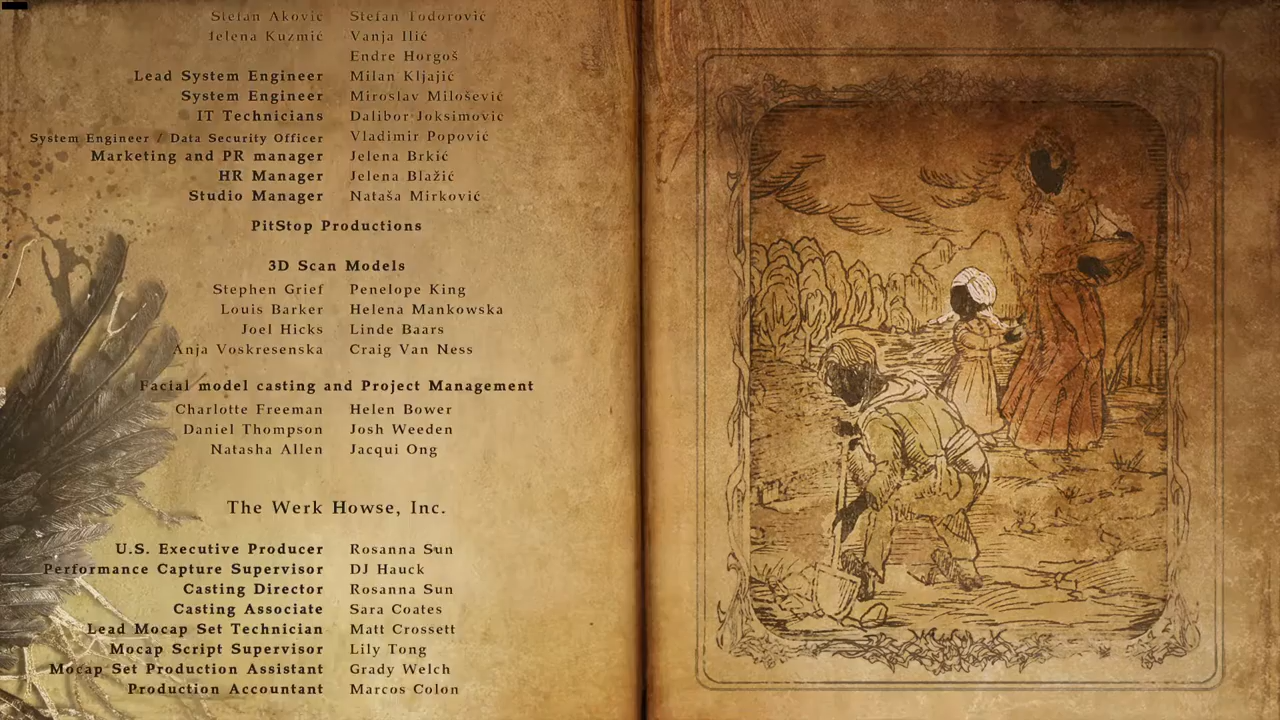 Stefan Aković Stefan Todorović
Jelena Kuzmić Vanja Ilić
Endre Horgoš
Lead System Engineer Milan Kljajić
System Engineer Miroslav Milošević
IT Technicians Dalibor Joksimović
System Engineer / Data Security Officer Vladimir Popović
Marketing and PR manager Jelena Brkić
HR Manager Jelena Blažić
Studio Manager Nataša Mirković
PitStop Productions
3D Scan Models
Stephen Grief Penelope King
Louis Barker Helena Mankowska
Joel Hicks Linde Baars
Anja Voskresenska Craig Van Ness
Facial model casting and Project Management
Charlotte Freeman Helen Bower
Daniel Thompson Josh Weeden
Natasha Allen Jacqui Ong
The Werk Howse, Inc.
U.S. Executive Producer Rosanna Sun
Performance Capture Supervisor DJ Hauck
Casting Director Rosanna Sun
Casting Associate Sara Coates
Lead Mocap Set Technician Matt Crossett
Mocap Script Supervisor Lily Tong
Mocap Set Production Assistant Grady Welch
Production Accountant Marcos Colon